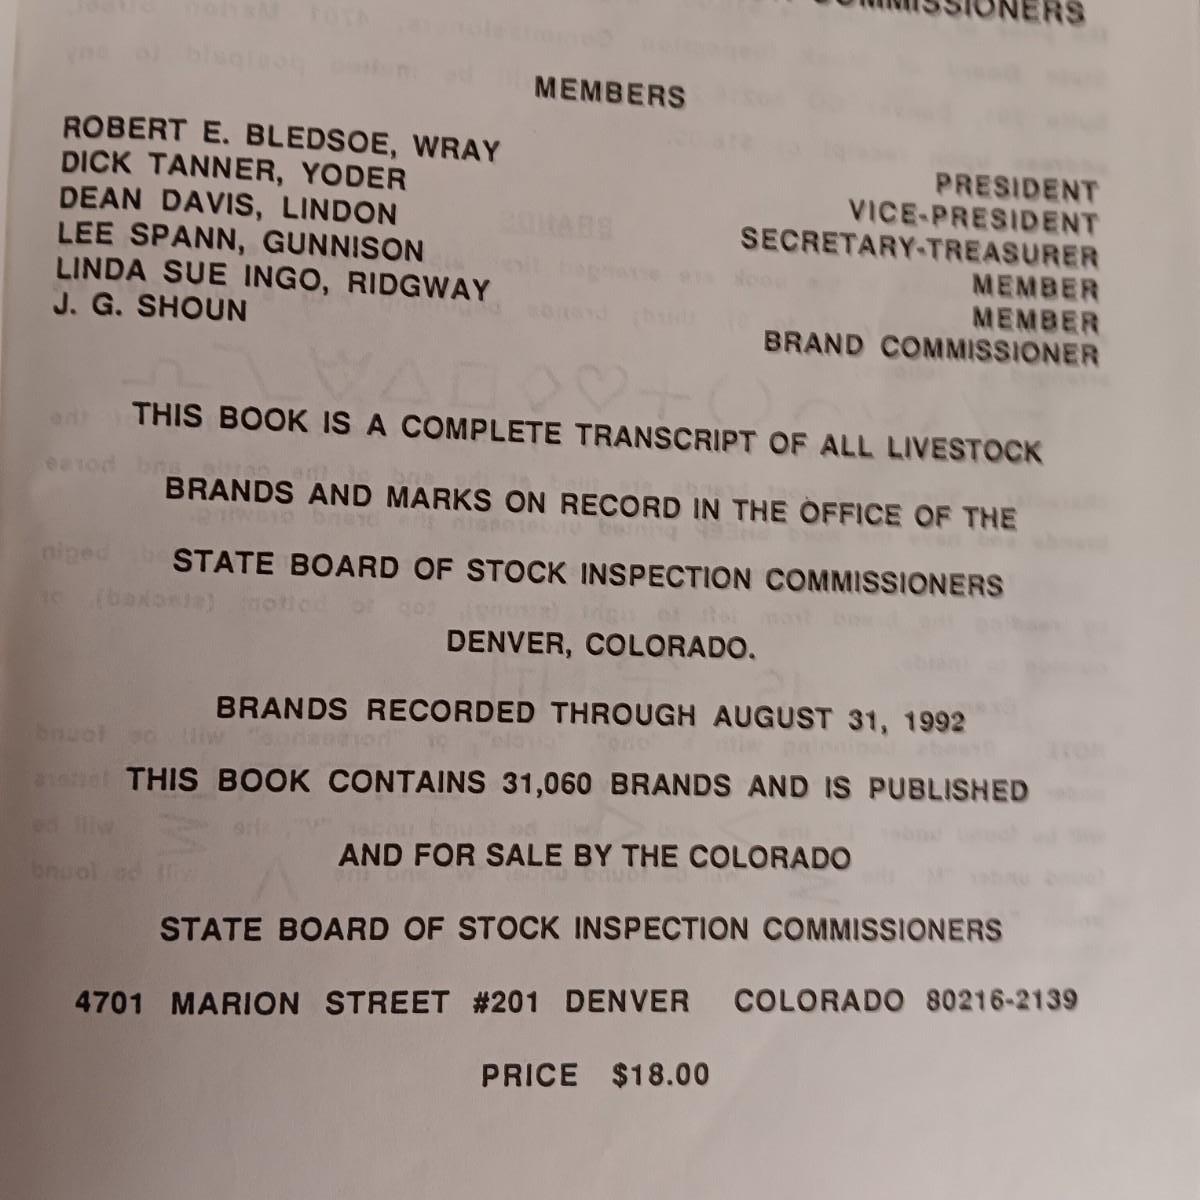 COMMISSIONERS
MEMBERS
ROBERT E. BLEDSOE, WRAY PRESIDENT
DICK TANNER, YODER VICE-PRESIDENT
DEAN DAVIS, LINDON SECRETARY-TREASURER
LEE SPANN, GUNNISON MEMBER
LINDA SUE INGO, RIDGWAY MEMBER
J. G. SHOUN BRAND COMMISSIONER
THIS BOOK IS A COMPLETE TRANSCRIPT OF ALL LIVESTOCK
BRANDS AND MARKS ON RECORD IN THE OFFICE OF THE
STATE BOARD OF STOCK INSPECTION COMMISSIONERS
DENVER, COLORADO.
BRANDS RECORDED THROUGH AUGUST 31, 1992
THIS BOOK CONTAINS 31,060 BRANDS AND IS PUBLISHED
AND FOR SALE BY THE COLORADO
STATE BOARD OF STOCK INSPECTION COMMISSIONERS
4701 MARION STREET #201 DENVER COLORADO 80216-2139
PRICE $18.00